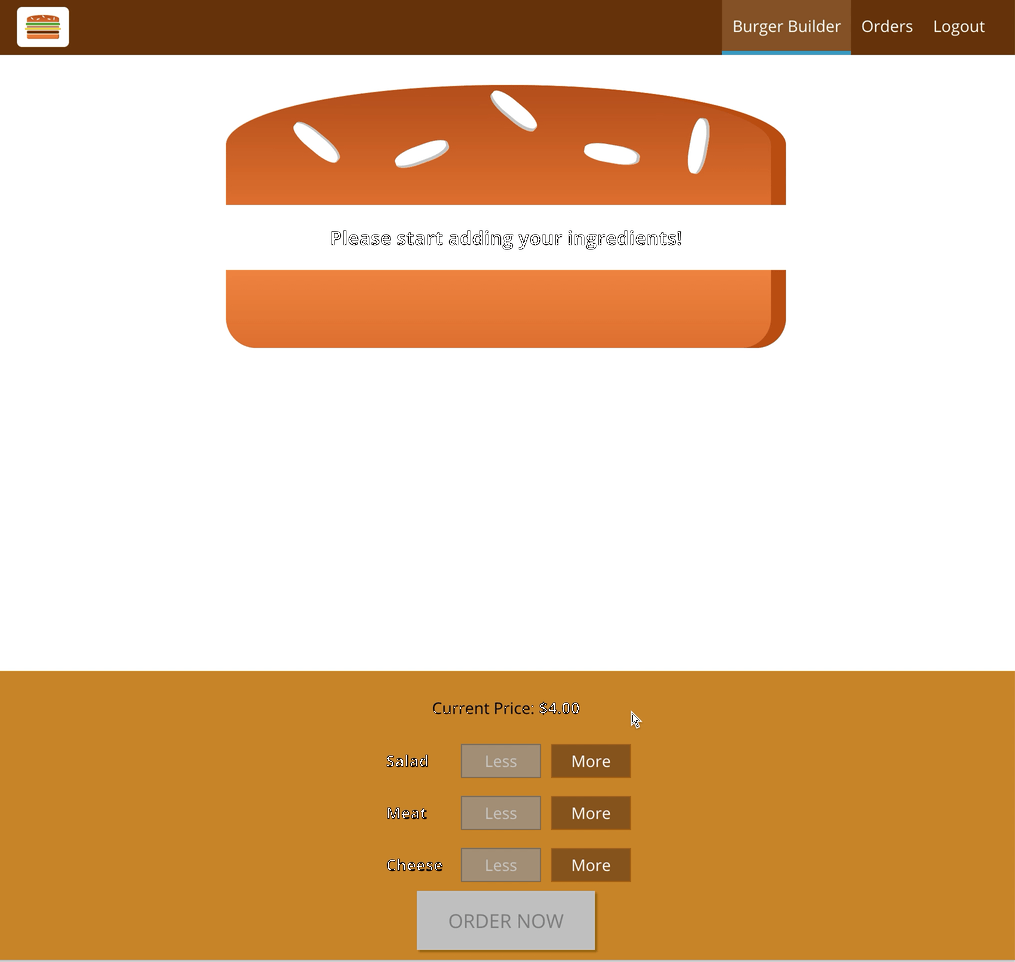 Burger Builder Orders Logout
Please start adding your ingredients!
Current Price: $4.00
Salad Less More
Meat Less More
Cheese Less More
ORDER NOW